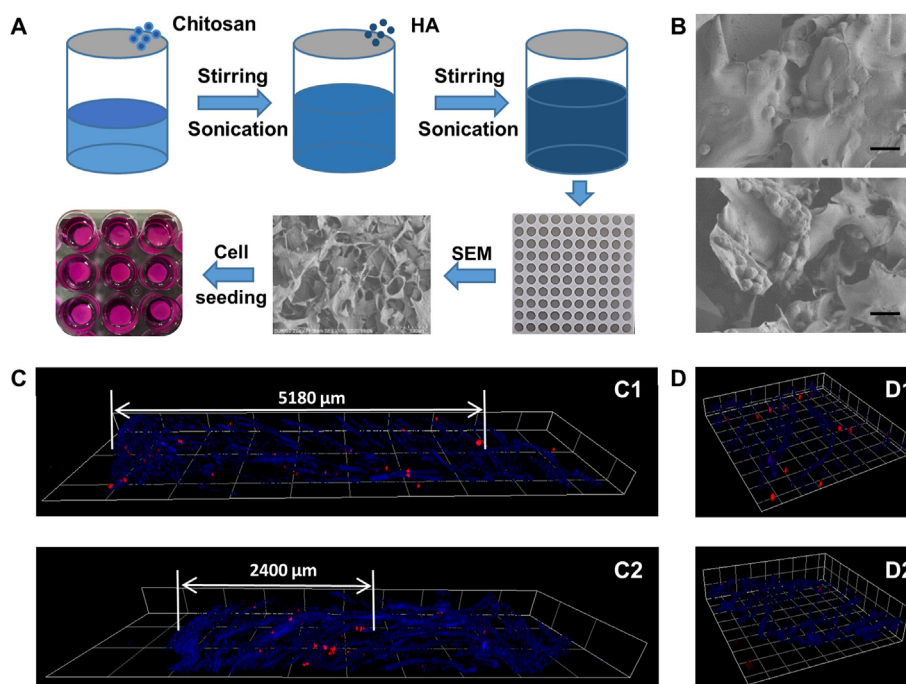 A
Chitosan
HA
B
Stirring
Sonication
Stirring
Sonication
Cell
seeding
SEM
C
5180 µm
C1
D
D1
2400 µm
C2
D2